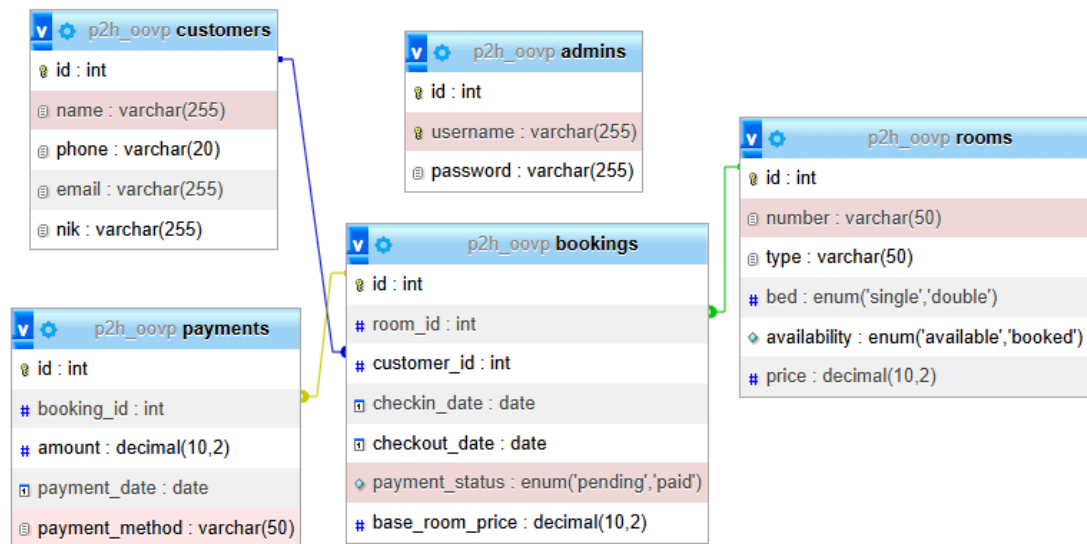 p2h_oovp customers
id : int
name : varchar(255)
phone : varchar(20)
email : varchar(255)
nik : varchar(255)
p2h_oovp admins
id : int
username : varchar(255)
password : varchar(255)
p2h_oovp rooms
id : int
number : varchar(50)
type : varchar(50)
bed : enum('single','double')
availability : enum('available','booked')
price : decimal(10,2)
p2h_oovp bookings
id : int
room_id : int
customer_id : int
checkin_date : date
checkout_date : date
payment_status : enum('pending','paid')
base_room_price : decimal(10,2)
p2h_oovp payments
id : int
booking_id : int
amount : decimal(10,2)
payment_date : date
payment_method : varchar(50)